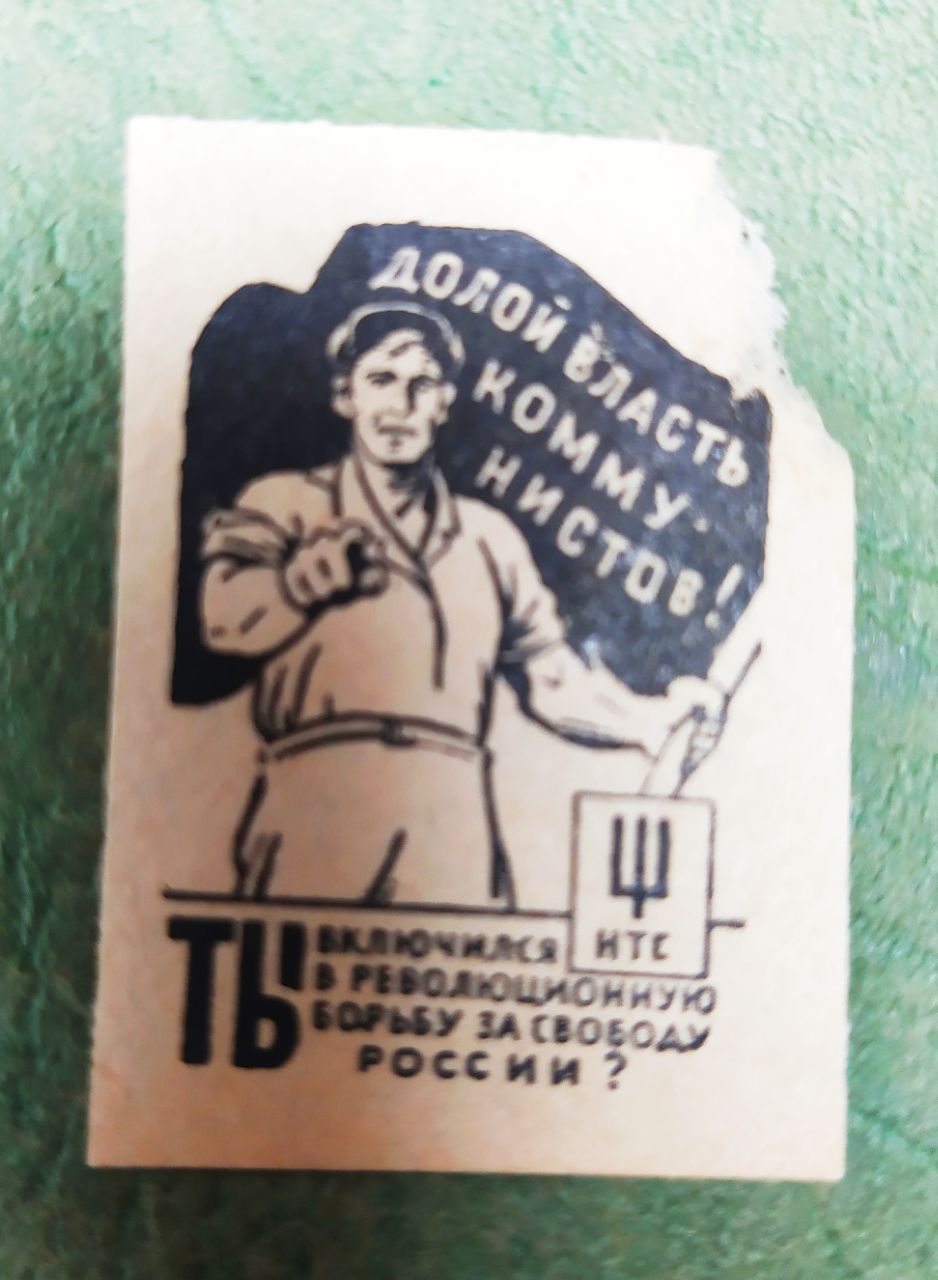 ДОЛОЙ ВЛАСТЬ
КОММУ-
НИСТОВ!
НТС
ТЫ ВКЛЮЧИЛСЯ
В РЕВОЛЮЦИОННУЮ
БОРЬБУ ЗА СВОБОДУ
РОССИИ?